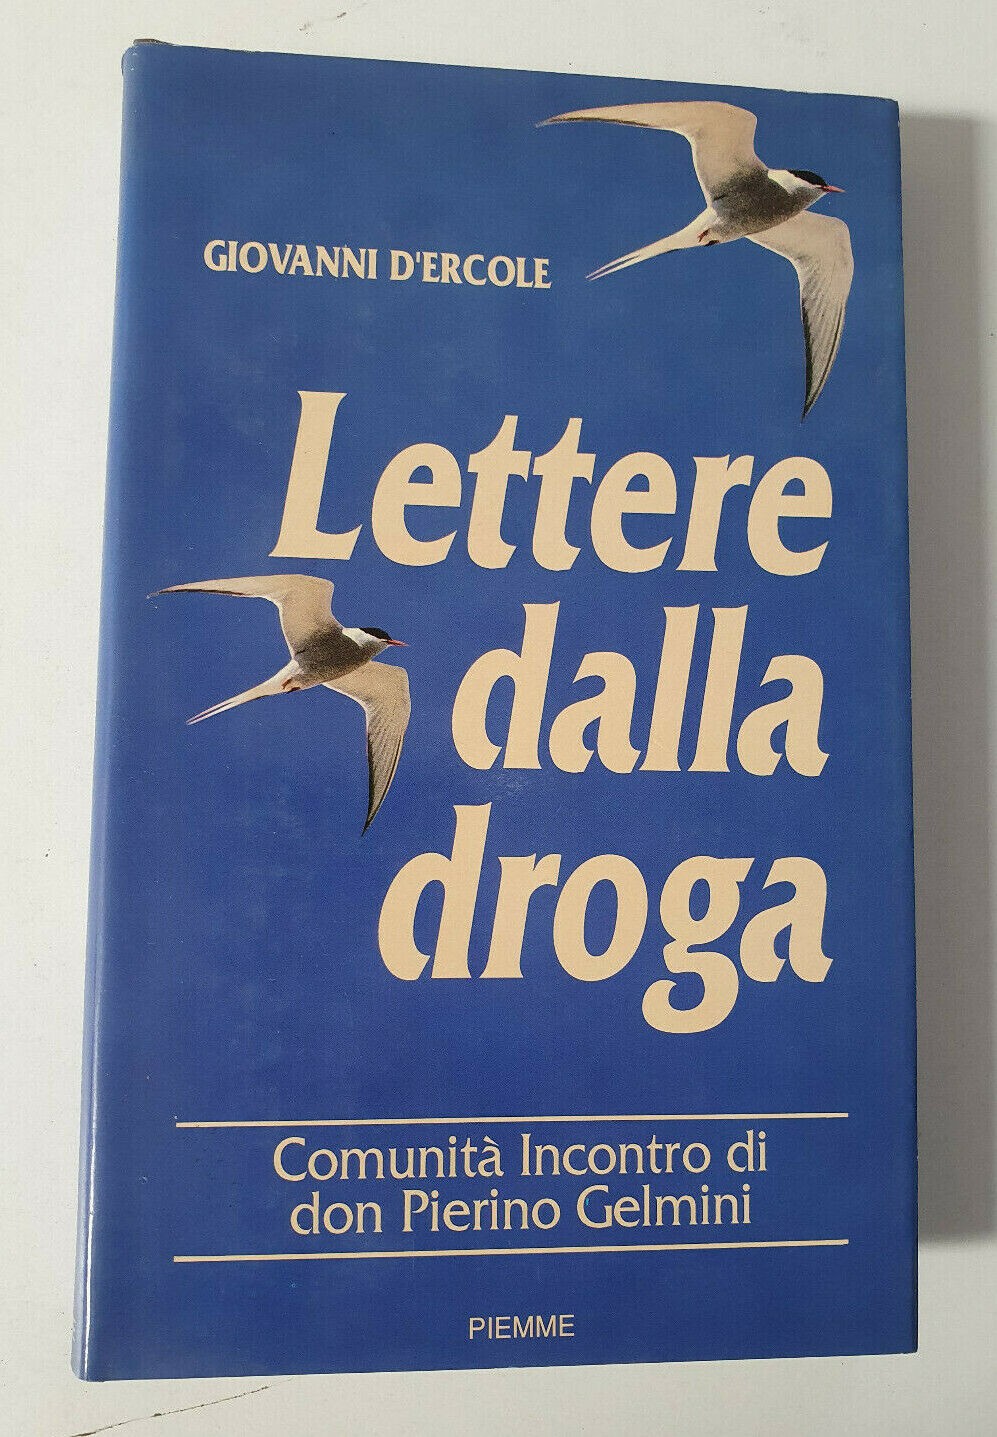 GIOVANNI D'ERCOLE
Lettere
dalla
droga
Comunità Incontro di
don Pierino Gelmini
PIEMME